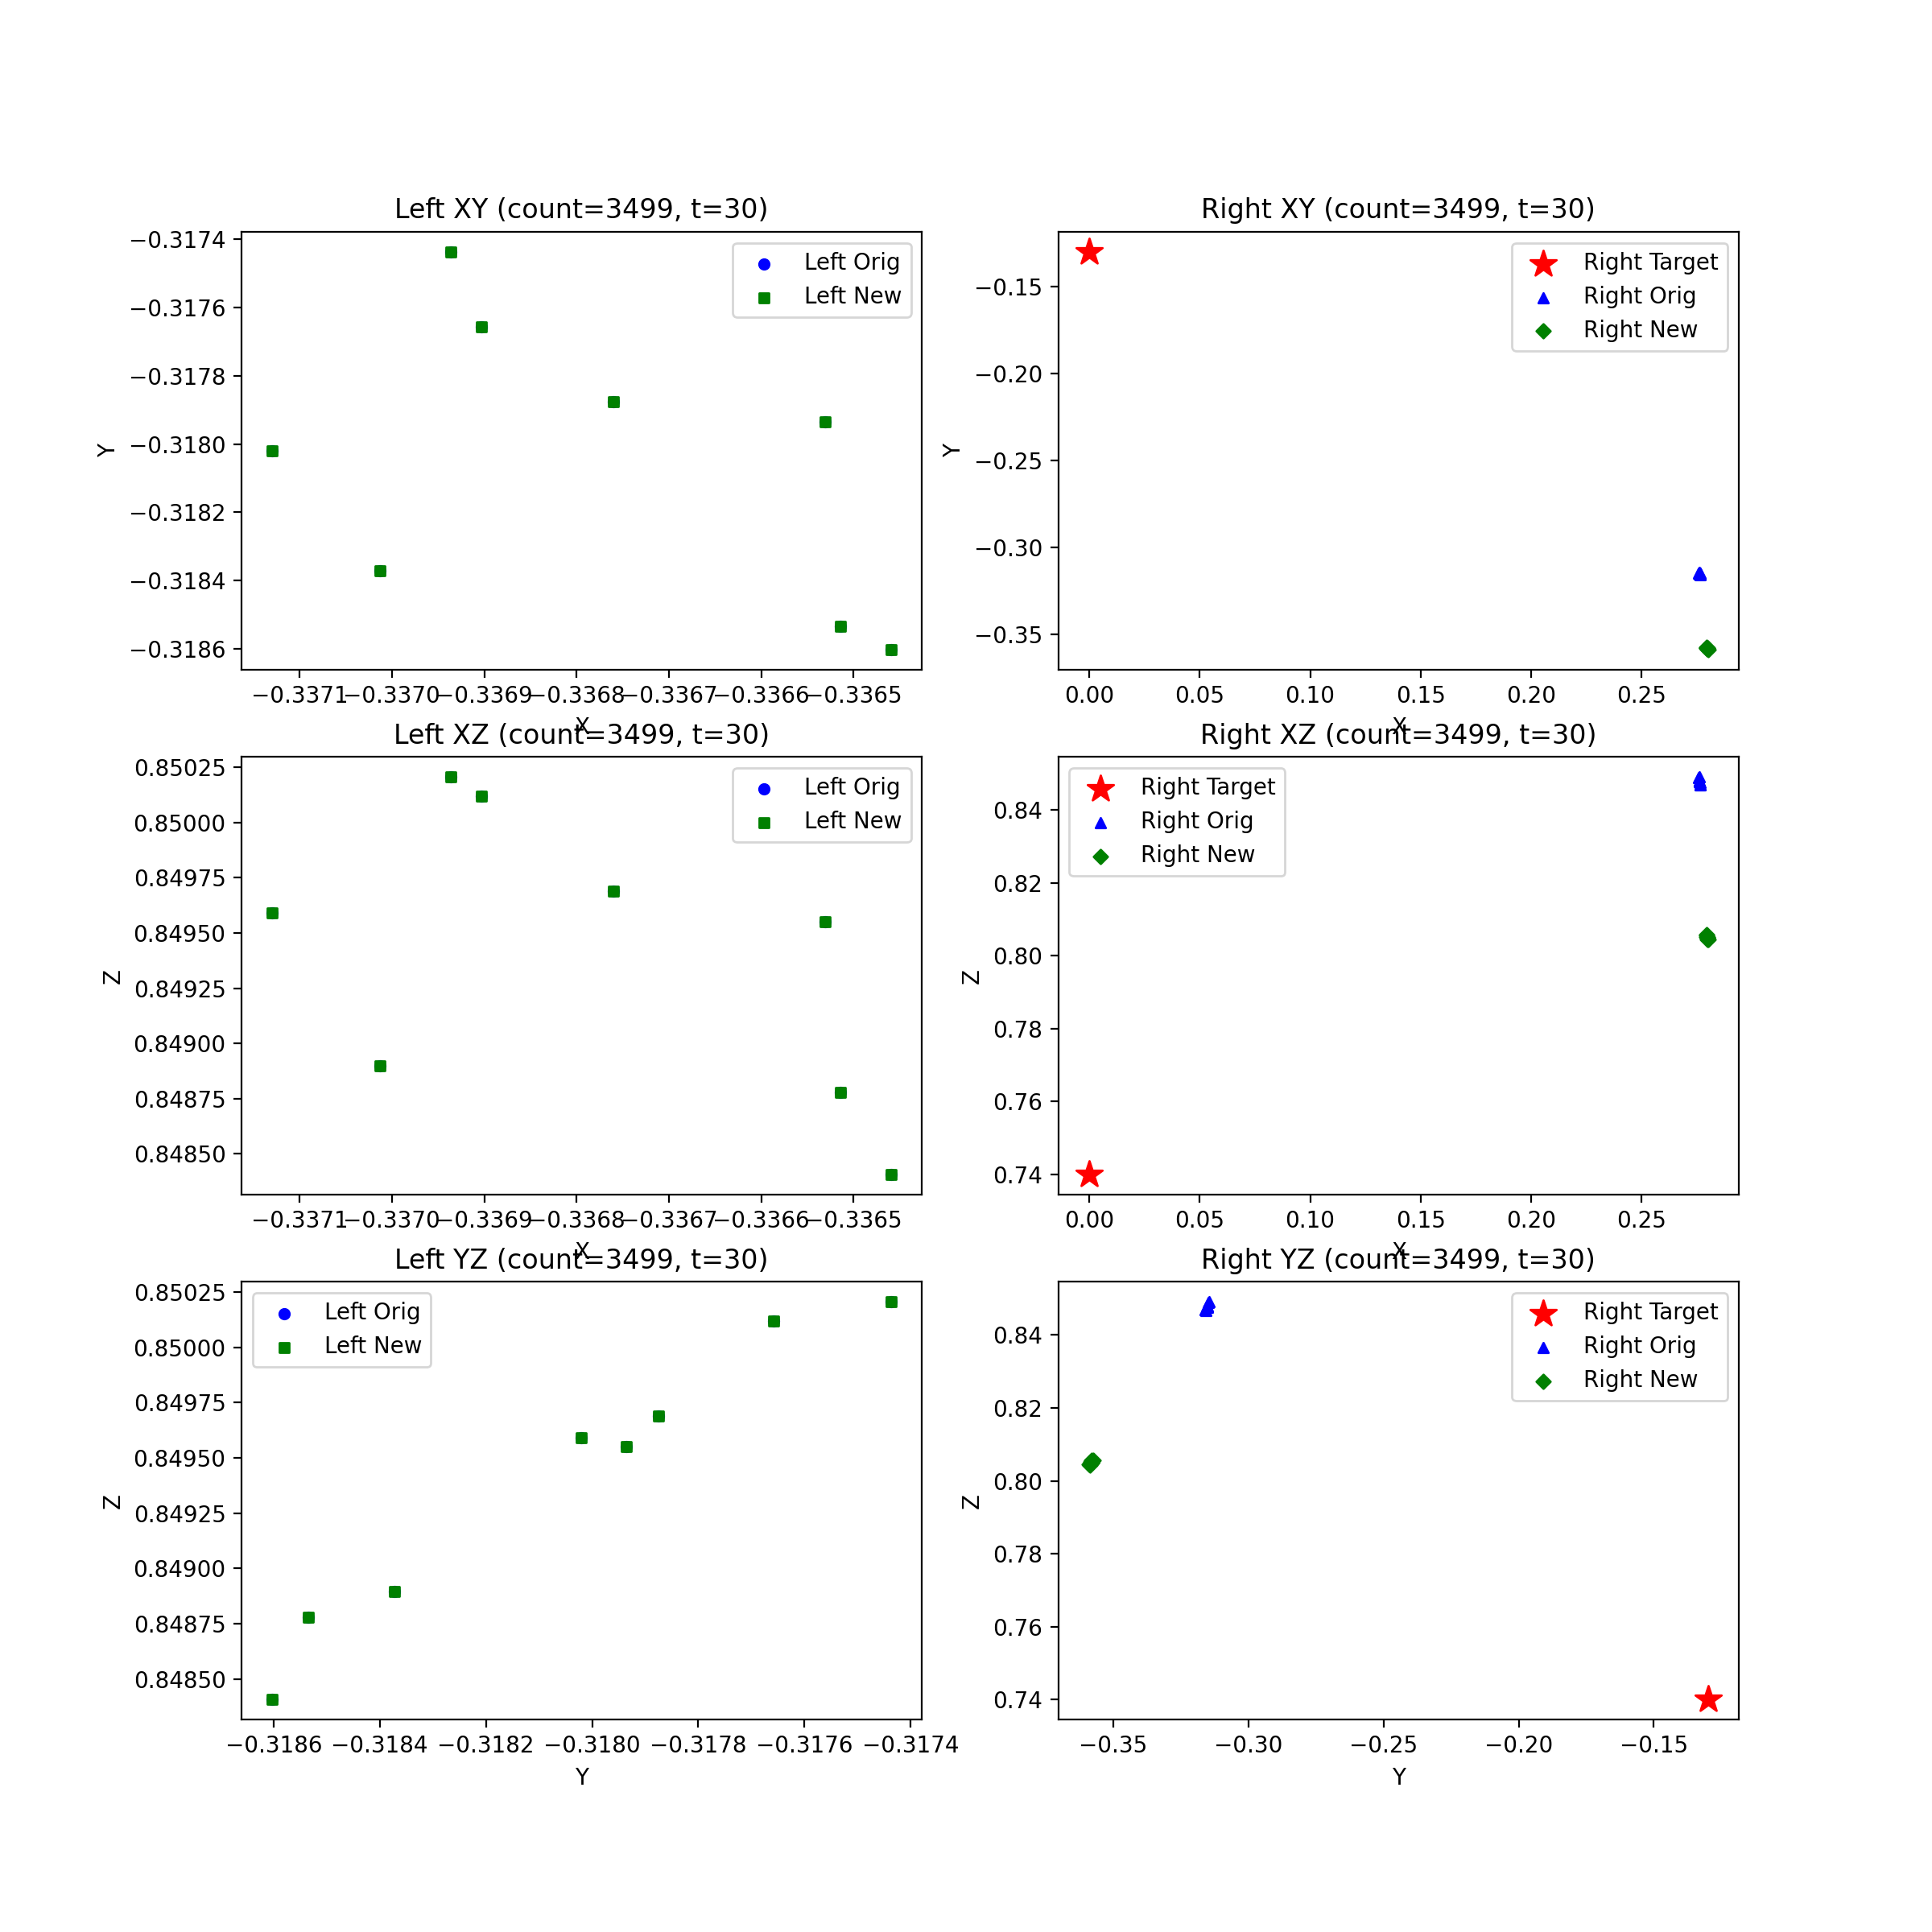 Left XY (count=3499, t=30)
−0.3174
−0.3176
−0.3178
−0.3180
−0.3182
−0.3184
−0.3186
Y
Left Orig
Left New
−0.3371
−0.3370
−0.3369
−0.3368
−0.3367
−0.3366
−0.3365
X
Right XY (count=3499, t=30)
−0.15
−0.20
−0.25
−0.30
−0.35
Y
Right Target
Right Orig
Right New
0.00
0.05
0.10
0.15
0.20
0.25
X
Left XZ (count=3499, t=30)
0.85025
0.85000
0.84975
0.84950
0.84925
0.84900
0.84875
0.84850
Z
Left Orig
Left New
−0.3371
−0.3370
−0.3369
−0.3368
−0.3367
−0.3366
−0.3365
X
Right XZ (count=3499, t=30)
0.84
0.82
0.80
0.78
0.76
0.74
Z
Right Target
Right Orig
Right New
0.00
0.05
0.10
0.15
0.20
0.25
X
Left YZ (count=3499, t=30)
0.85025
0.85000
0.84975
0.84950
0.84925
0.84900
0.84875
0.84850
Z
Left Orig
Left New
−0.3186
−0.3184
−0.3182
−0.3180
−0.3178
−0.3176
−0.3174
Y
Right YZ (count=3499, t=30)
0.84
0.82
0.80
0.78
0.76
0.74
Z
Right Target
Right Orig
Right New
−0.35
−0.30
−0.25
−0.20
−0.15
Y